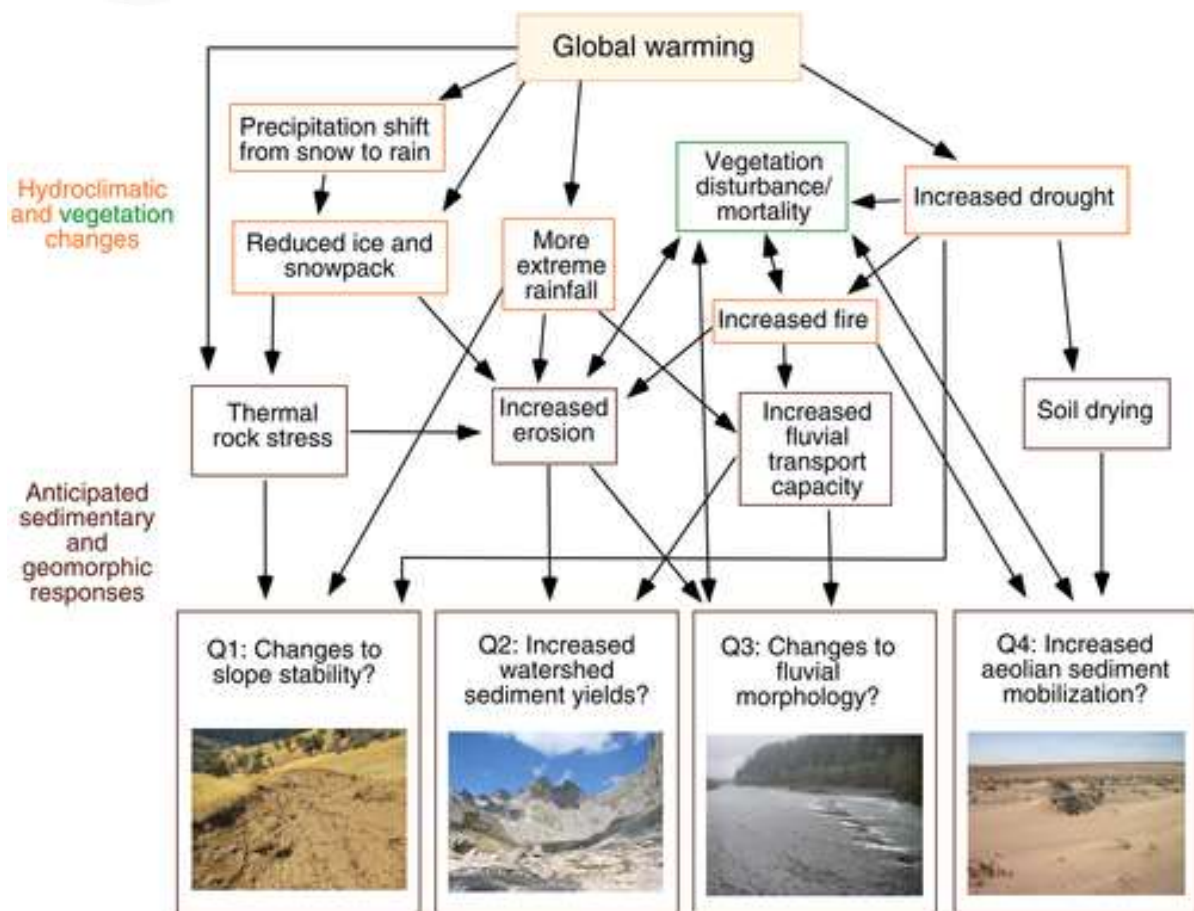 Global warming
Precipitation shift
from snow to rain
Vegetation
disturbance/
mortality
Increased drought
Hydroclimatic
and vegetation
changes
Reduced ice and
snowpack
More
extreme
rainfall
Increased fire
Thermal
rock stress
Increased
erosion
Increased
fluvial
transport
capacity
Soil drying
Anticipated
sedimentary
and
geomorphic
responses
Q1: Changes to
slope stability?
Q2: Increased
watershed
sediment yields?
Q3: Changes to
fluvial
morphology?
Q4: Increased
aeolian sediment
mobilization?